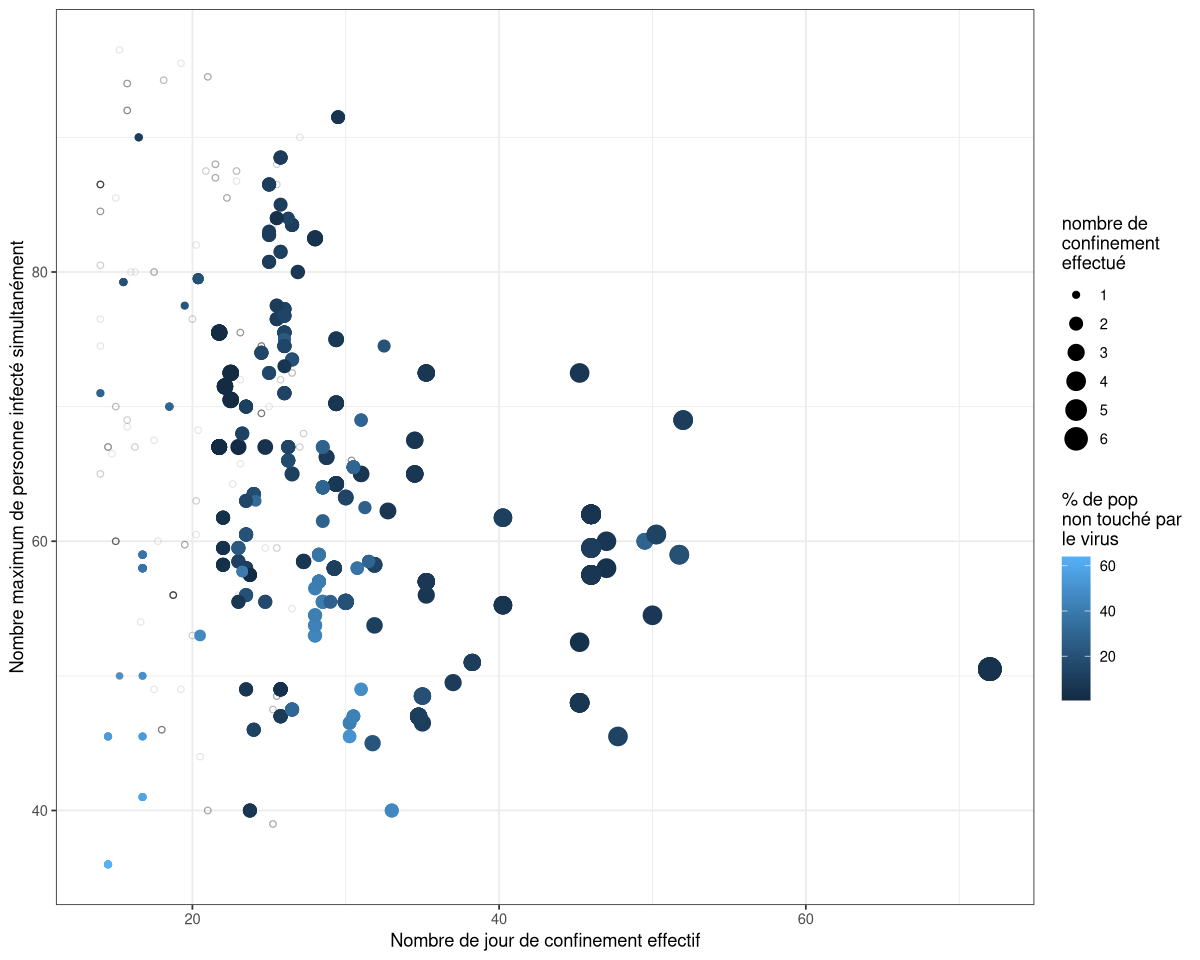 Nombre maximum de personne infecté simultanément
80
60
40
20
40
60
Nombre de jour de confinement effectif
nombre de
confinement
effectué
1
2
3
4
5
6
% de pop
non touché par
le virus
60
40
20